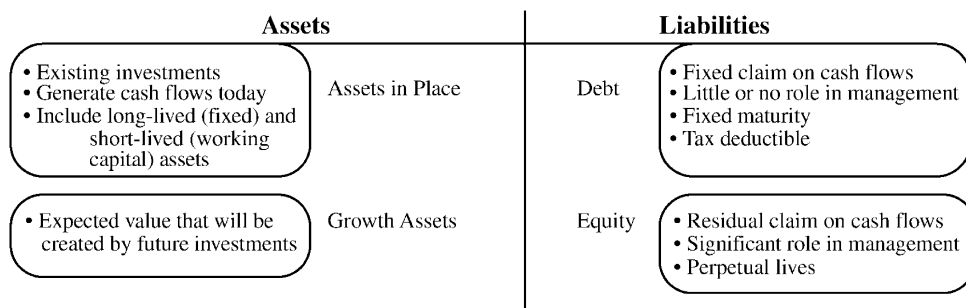 Assets
Liabilities
• Existing investments
• Generate cash flows today
• Include long-lived (fixed) and
short-lived (working
capital) assets
Assets in Place
Debt
• Fixed claim on cash flows
• Little or no role in management
• Fixed maturity
• Tax deductible
• Expected value that will be
created by future investments
Growth Assets
Equity
• Residual claim on cash flows
• Significant role in management
• Perpetual lives